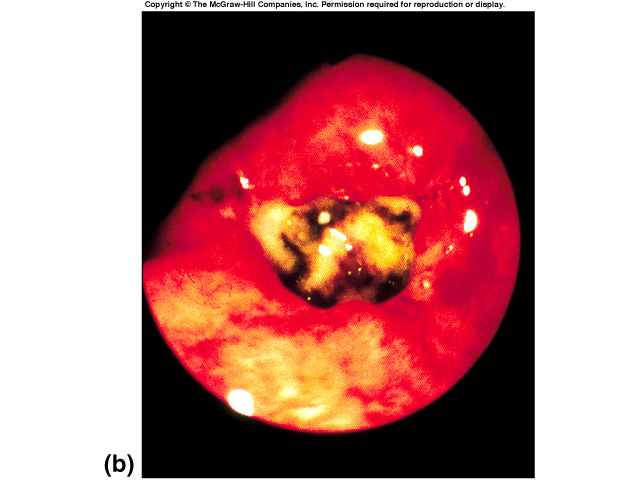 Copyright © The McGraw-Hill Companies, Inc. Permission required for reproduction or display.
(b)